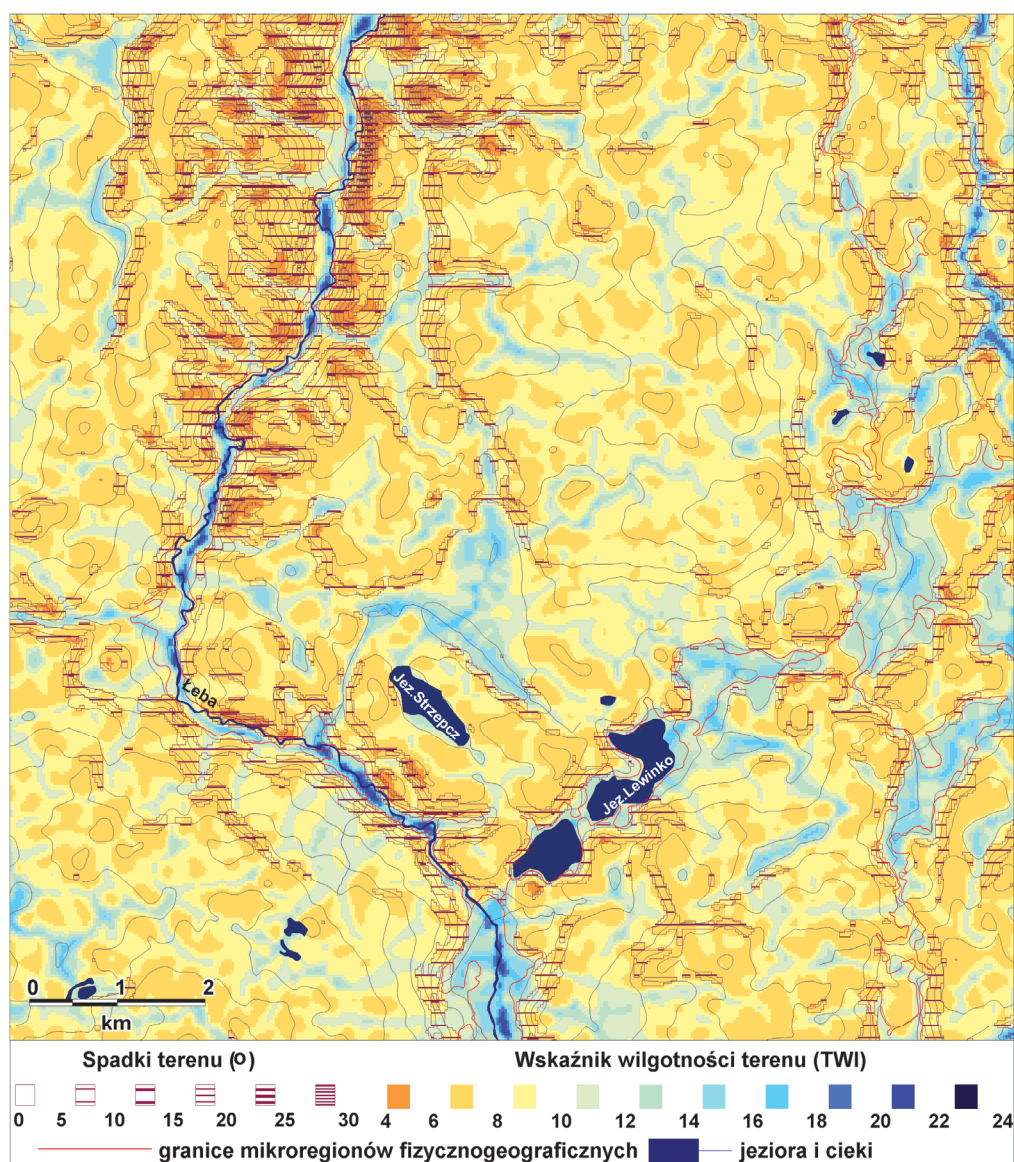 Łeba
Jez.Strzepcz
Jez.Lewinko
0 1 2
km
Spadki terenu (o) Wskaźnik wilgotności terenu (TWI)
0 5 10 15 20 25 30 4 6 8 10 12 14 16 18 20 22 24
granice mikroregionów fizycznogeograficznych jeziora i cieki